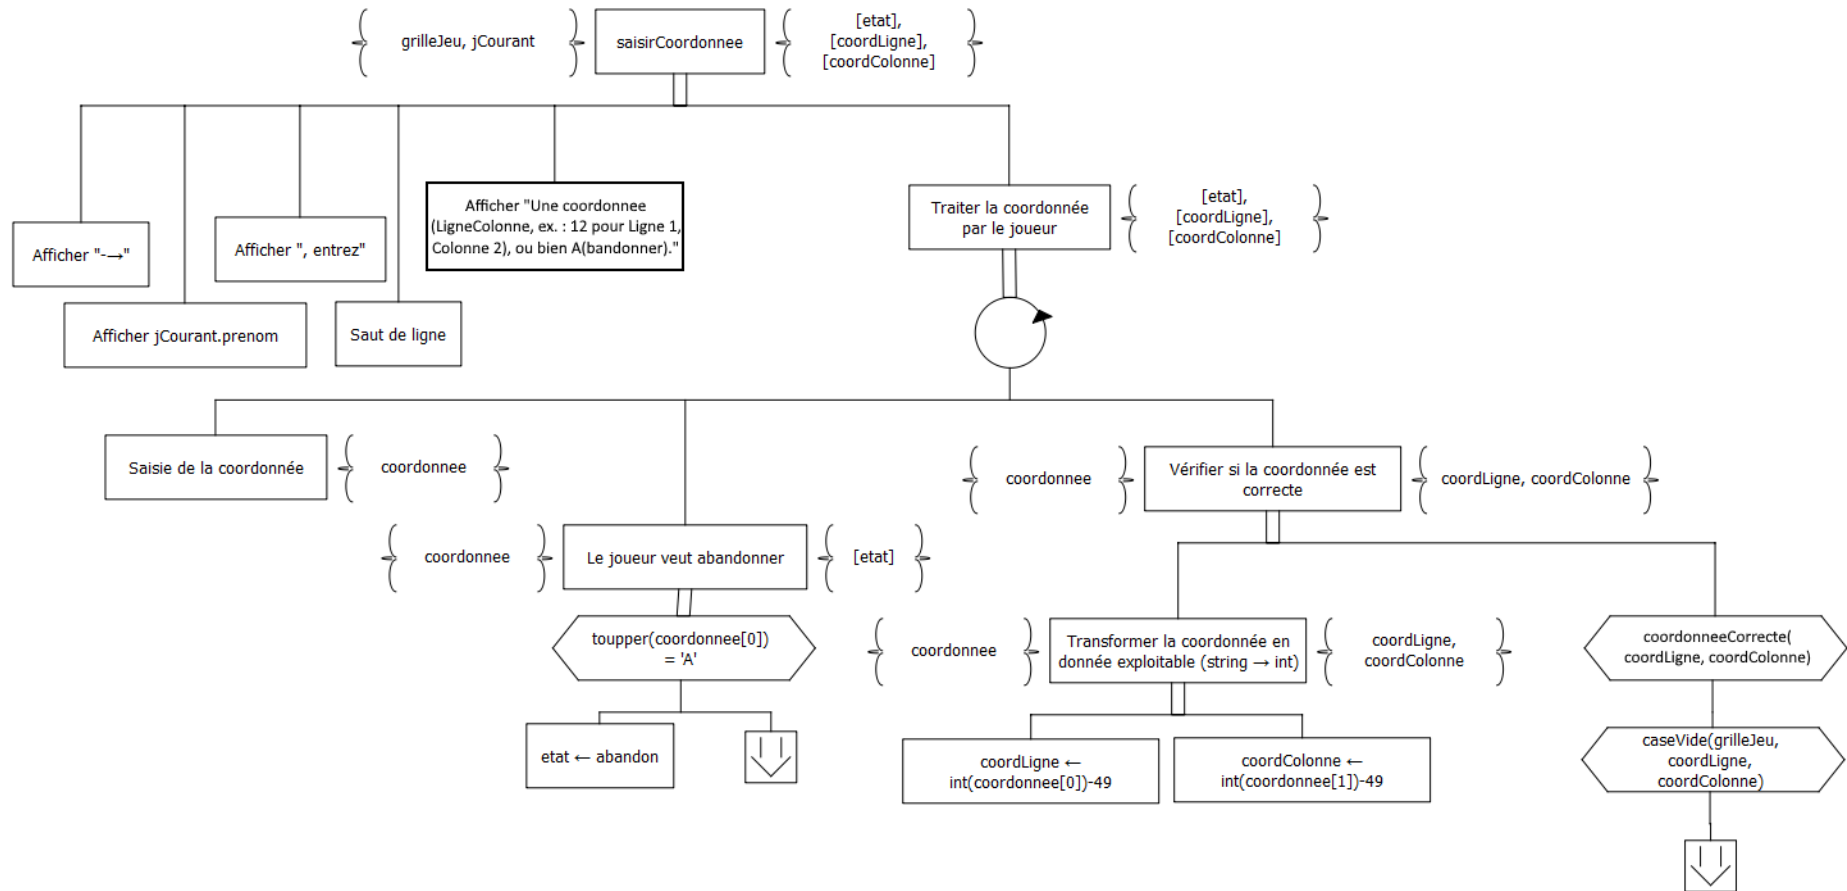 grilleJeu, jCourant
saisirCoordonnee
[etat],
[coordLigne],
[coordColonne]
Afficher "-→"
Afficher jCourant.prenom
Afficher ", entrez"
Saut de ligne
Afficher "Une coordonnee
(LigneColonne, ex. : 12 pour Ligne 1,
Colonne 2), ou bien A(bandonner)."
Traiter la coordonnée
par le joueur
[etat],
[coordLigne],
[coordColonne]
Saisie de la coordonnée
coordonnee
coordonnee
Le joueur veut abandonner
[etat]
toupper(coordonnee[0])
= 'A'
etat ← abandon
coordonnee
Vérifier si la coordonnée est
correcte
coordLigne, coordColonne
coordonnee
Transformer la coordonnée en
donnée exploitable (string → int)
coordLigne,
coordColonne
coordLigne ←
int(coordonnee[0])-49
coordColonne ←
int(coordonnee[1])-49
coordonneeCorrecte(
coordLigne, coordColonne)
caseVide(grilleJeu,
coordLigne,
coordColonne)